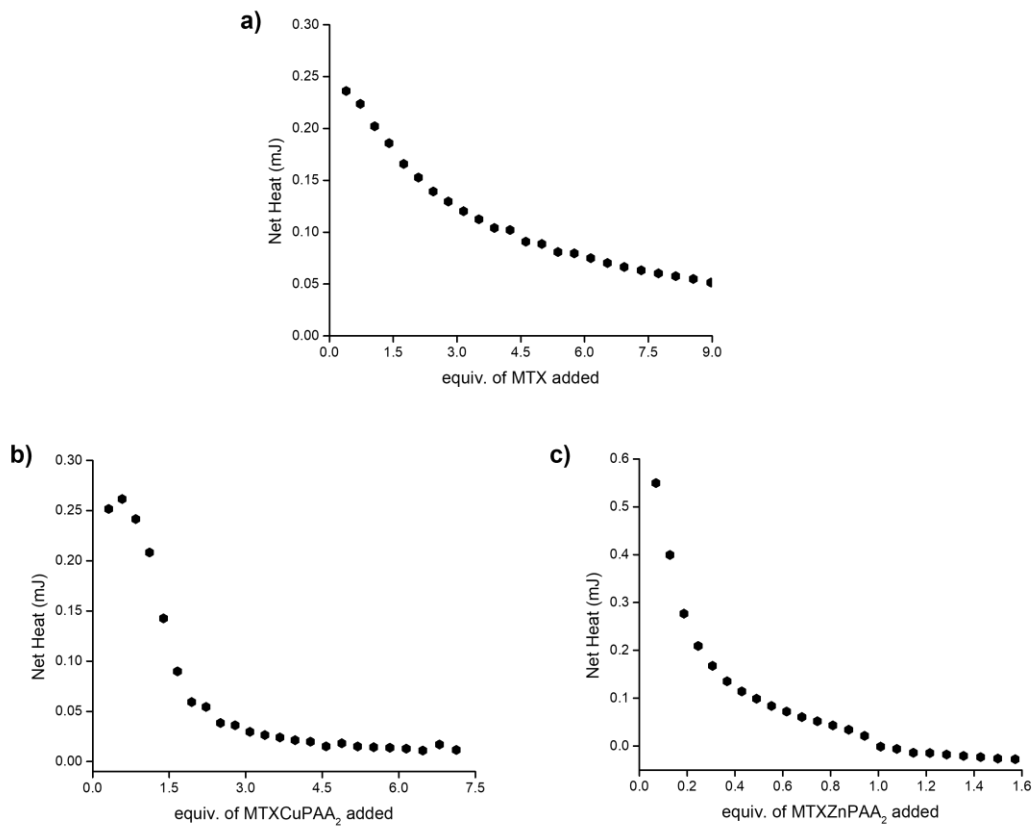 a)
0.30
0.25
0.20
0.15
0.10
0.05
0.00
Net Heat (mJ)
0.0 1.5 3.0 4.5 6.0 7.5 9.0
equiv. of MTX added
b)
0.30
0.25
0.20
0.15
0.10
0.05
0.00
Net Heat (mJ)
0.0 1.5 3.0 4.5 6.0 7.5
equiv. of MTXCuPAA₂ added
c)
0.6
0.5
0.4
0.3
0.2
0.1
0.0
Net Heat (mJ)
0.0 0.2 0.4 0.6 0.8 1.0 1.2 1.4 1.6
equiv. of MTXZnPAA₂ added